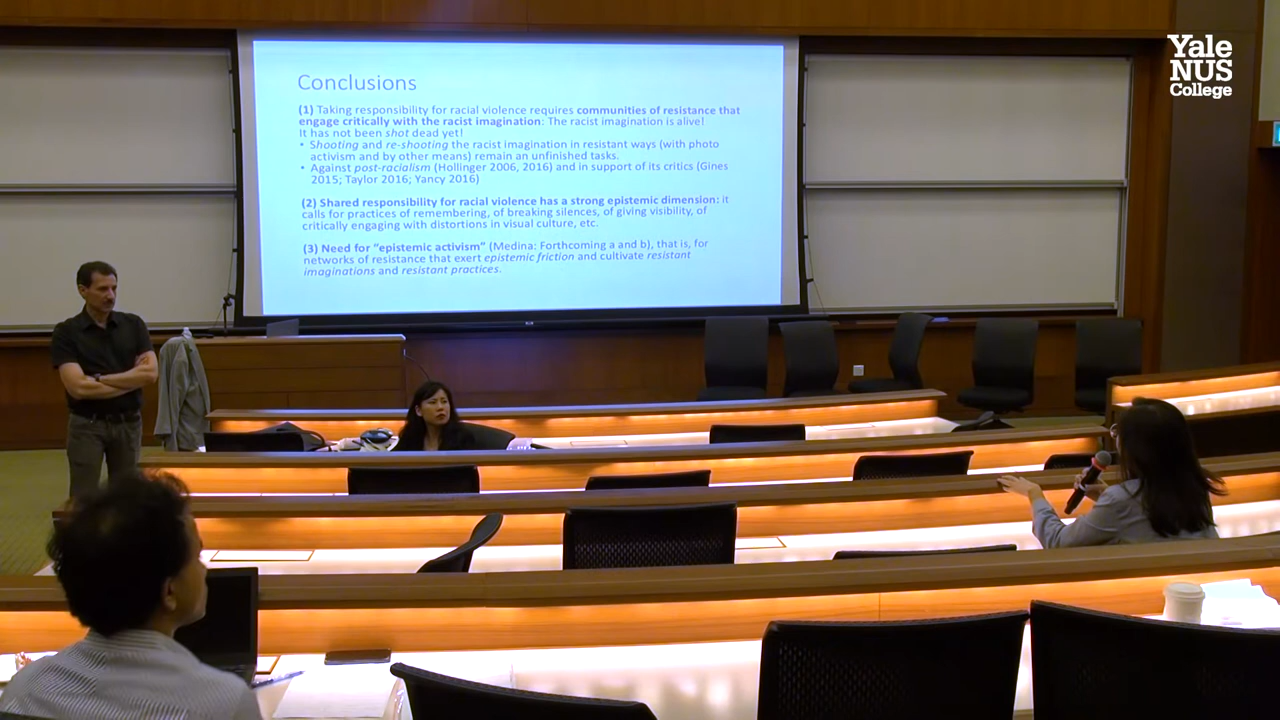 Yale
NUS
College
Conclusions
(1) Taking responsibility for racial violence requires communities of resistance that
engage critically with the racist imagination: The racist imagination is alive!
It has not been shot dead yet!
• Shooting and re-shooting the racist imagination in resistant ways (with photo
activism and by other means) remain an unfinished tasks.
• Against post-racialism (Hollinger 2006, 2016) and in support of its critics (Gines
2015; Taylor 2016; Yancy 2016)
(2) Shared responsibility for racial violence has a strong epistemic dimension: it
calls for practices of remembering, of breaking silences, of giving visibility, of
critically engaging with distortions in visual culture, etc.
(3) Need for "epistemic activism" (Medina: Forthcoming a and b), that is, for
networks of resistance that exert epistemic friction and cultivate resistant
imaginations and resistant practices.